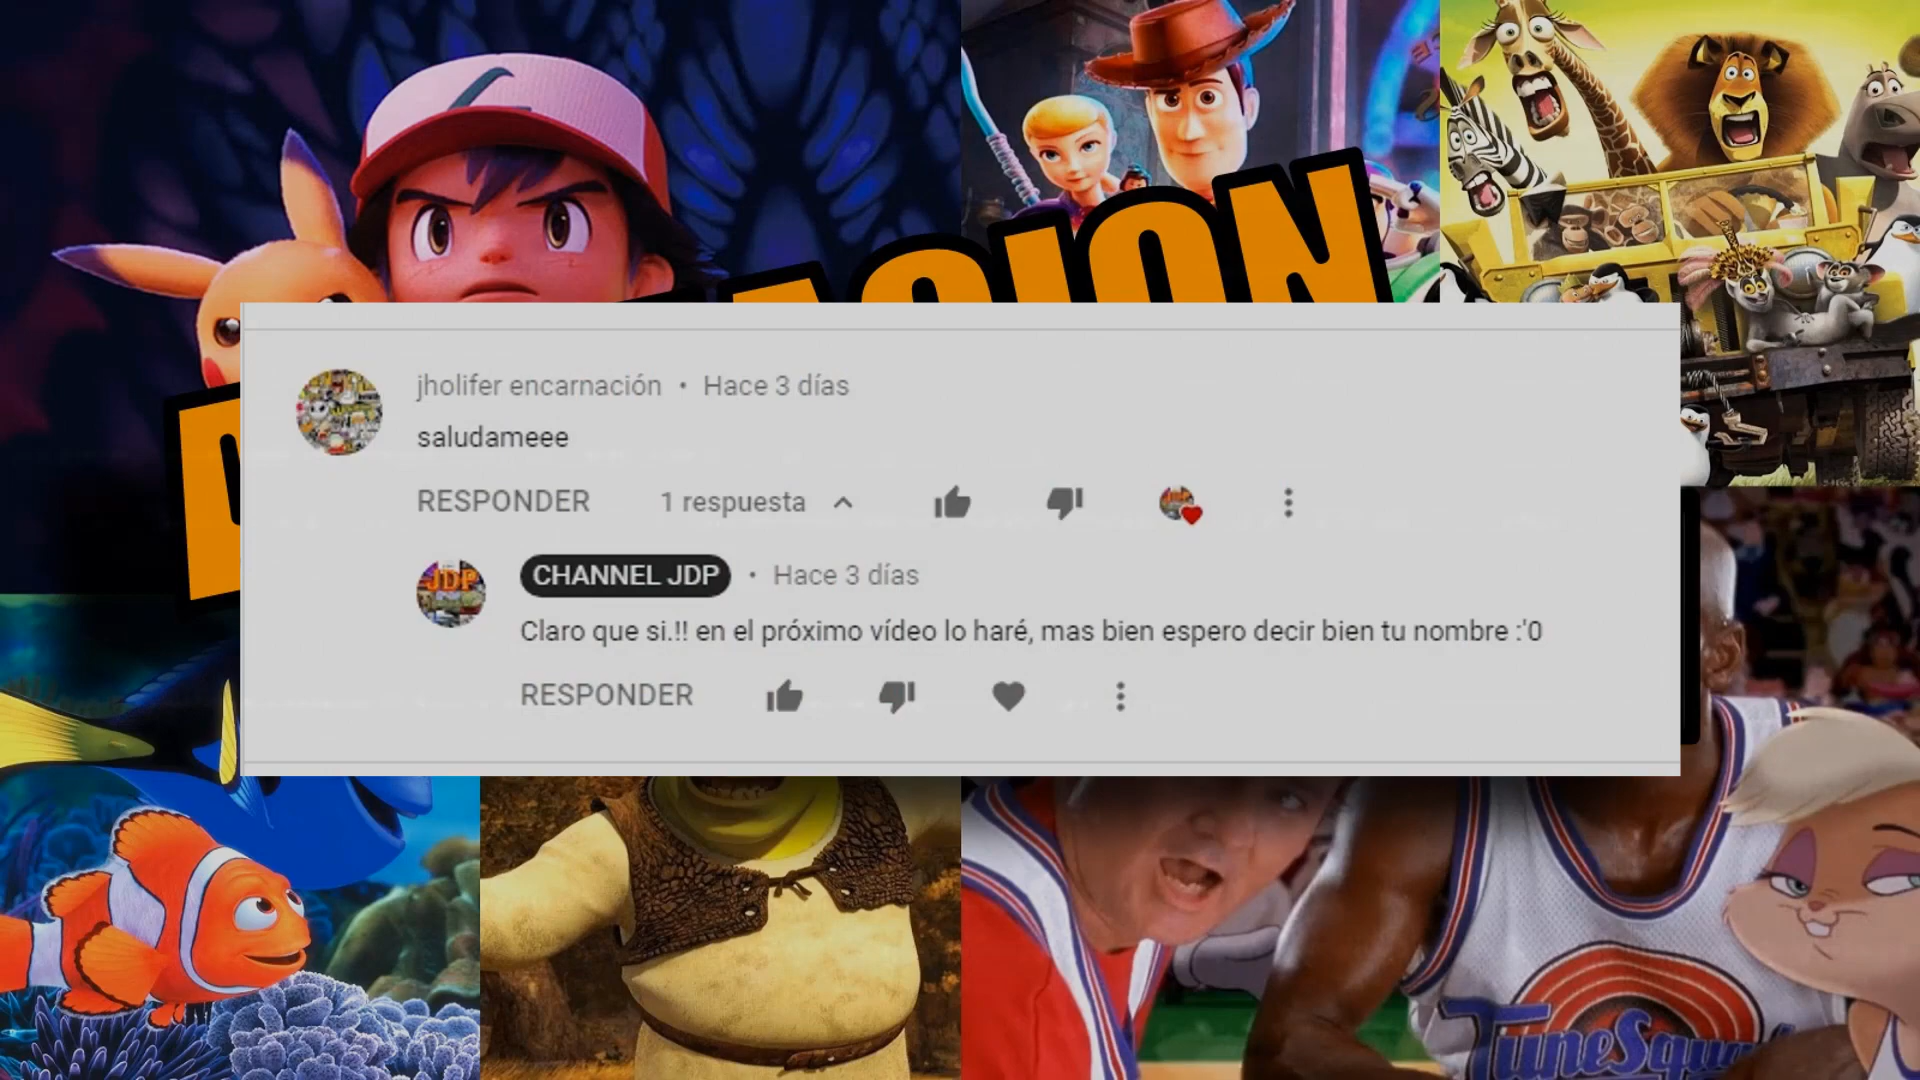 jholifer encarnación • Hace 3 días
saludameee
RESPONDER 1 respuesta
CHANNEL JDP • Hace 3 días
Claro que si.!! en el próximo vídeo lo haré, mas bien espero decir bien tu nombre :'0
RESPONDER
JDP